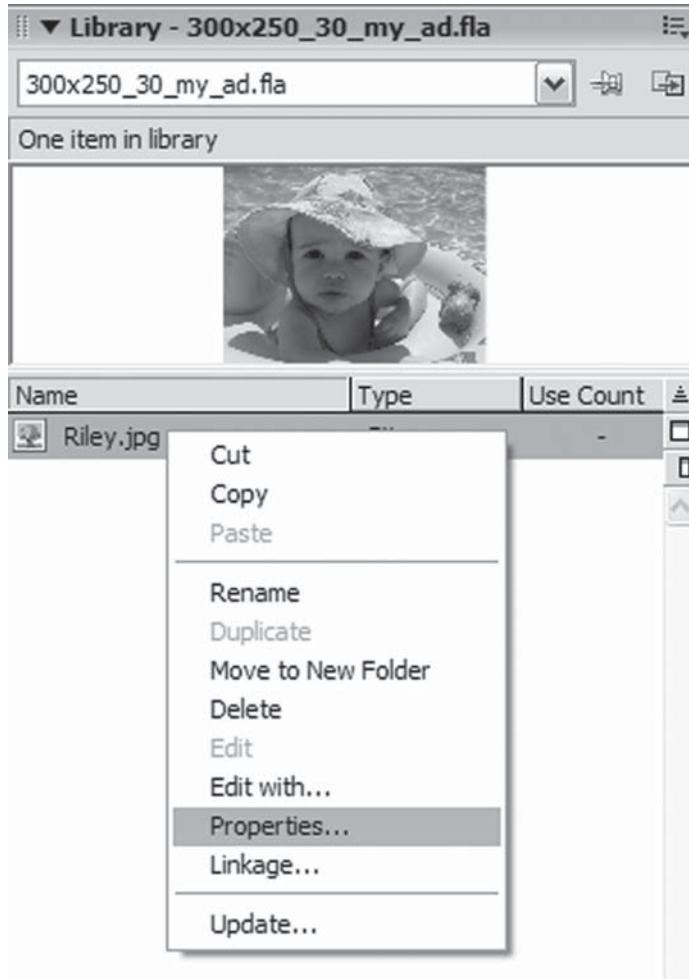 Library - 300x250_30_my_ad.fla
300x250_30_my_ad.fla
One item in library
Name Type Use Count
Riley.jpg -
Cut
Copy
Paste
Rename
Duplicate
Move to New Folder
Delete
Edit
Edit with...
Properties...
Linkage...
Update...